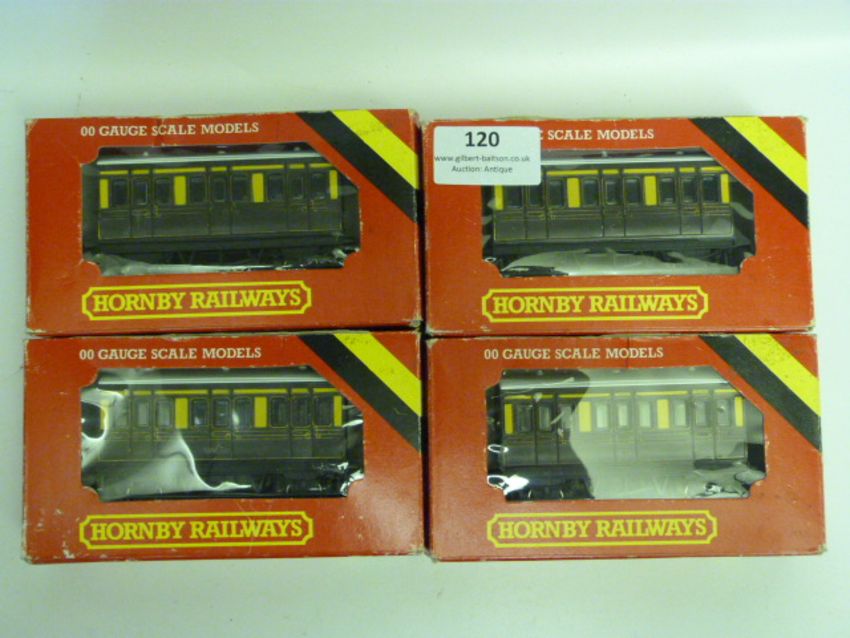 00 GAUGE SCALE MODELS
HORNBY RAILWAYS
120
www.gilbert-baitson.co.uk
Auction: Antique
E SCALE MODELS
HORNBY RAILWAYS
00 GAUGE SCALE MODELS
HORNBY RAILWAYS
00 GAUGE SCALE MODELS
HORNBY RAILWAYS